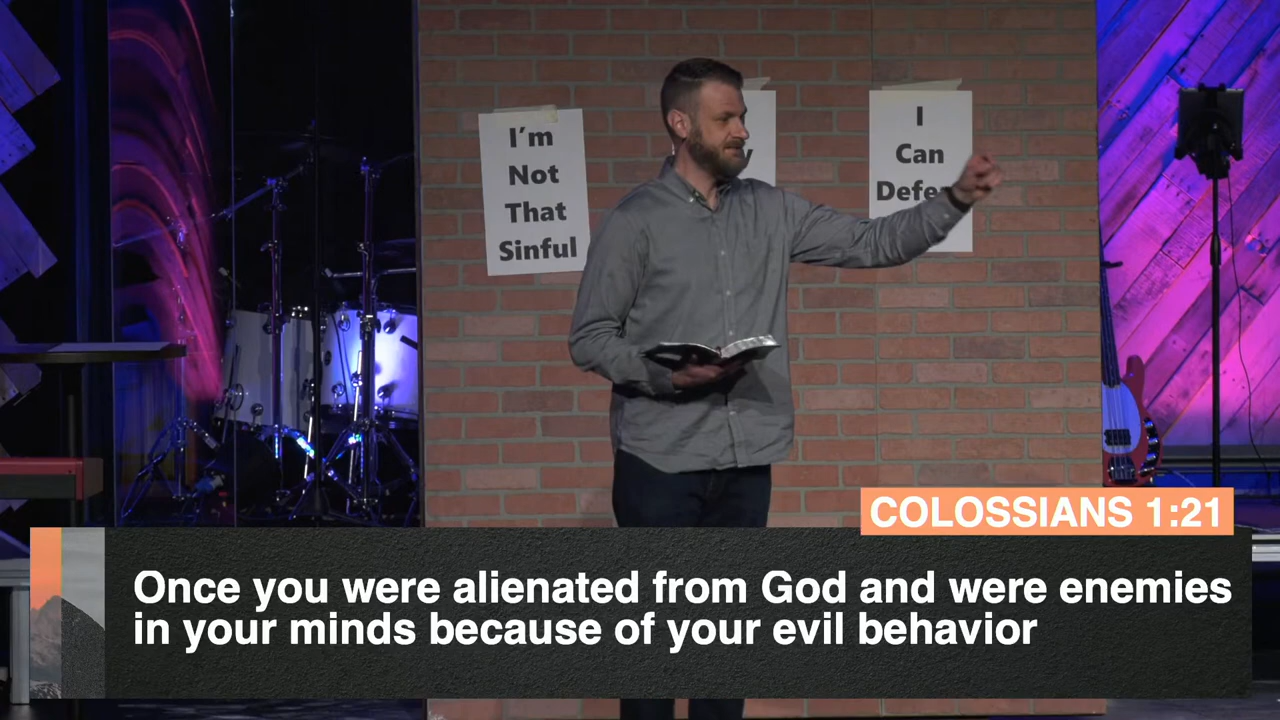 I'm
Not
That
Sinful
I
Can
COLOSSIANS 1:21
Once you were alienated from God and were enemies
in your minds because of your evil behavior